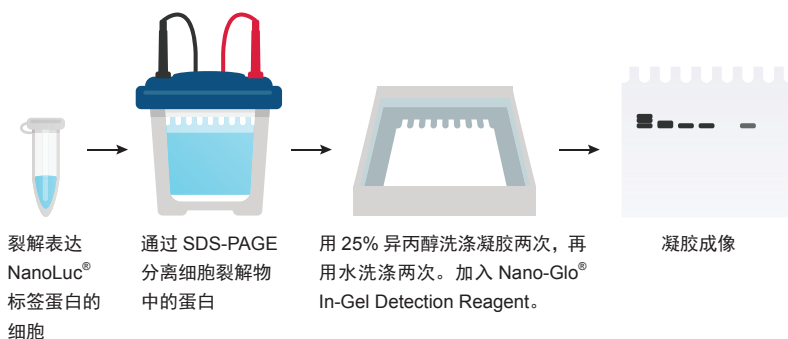 裂解表达
NanoLuc®
标签蛋白的
细胞
通过 SDS-PAGE
分离细胞裂解物
中的蛋白
用 25% 异丙醇洗涤凝胶两次，再
用水洗涤两次。加入 Nano-Glo®
In-Gel Detection Reagent。
凝胶成像